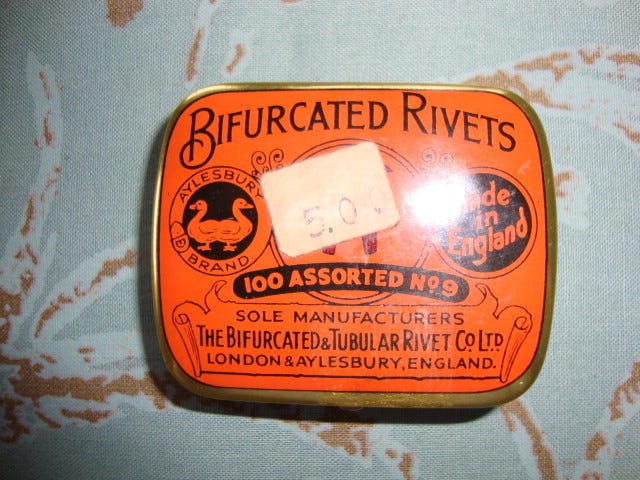 BIFURCATED RIVETS
AYLESBURY
BRAND
5.0
Made
in
England
100 ASSORTED No 9
SOLE MANUFACTURERS
THE BIFURCATED & TUBULAR RIVET CO LTD
LONDON & AYLESBURY, ENGLAND.